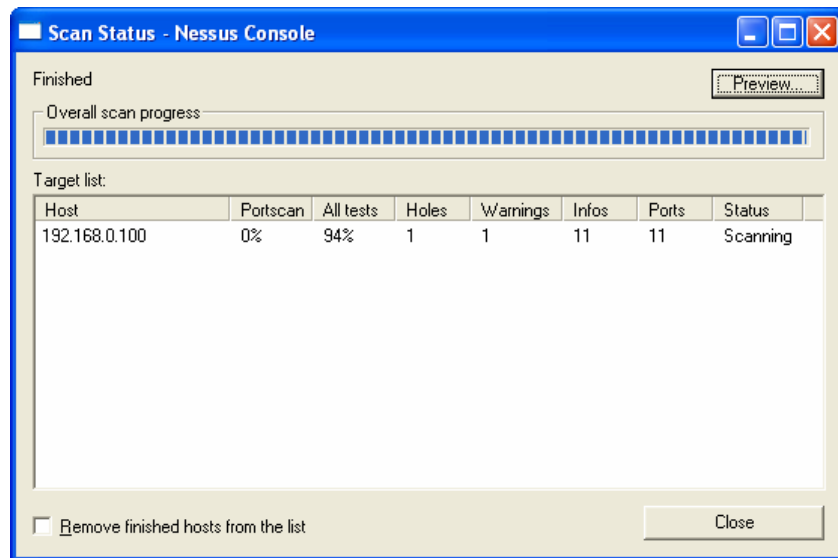 Scan Status - Nessus Console
Finished
Preview...
Overall scan progress
Target list:
Host Portscan All tests Holes Warnings Infos Ports Status
192.168.0.100 0% 94% 1 1 11 11 Scanning
Remove finished hosts from the list
Close